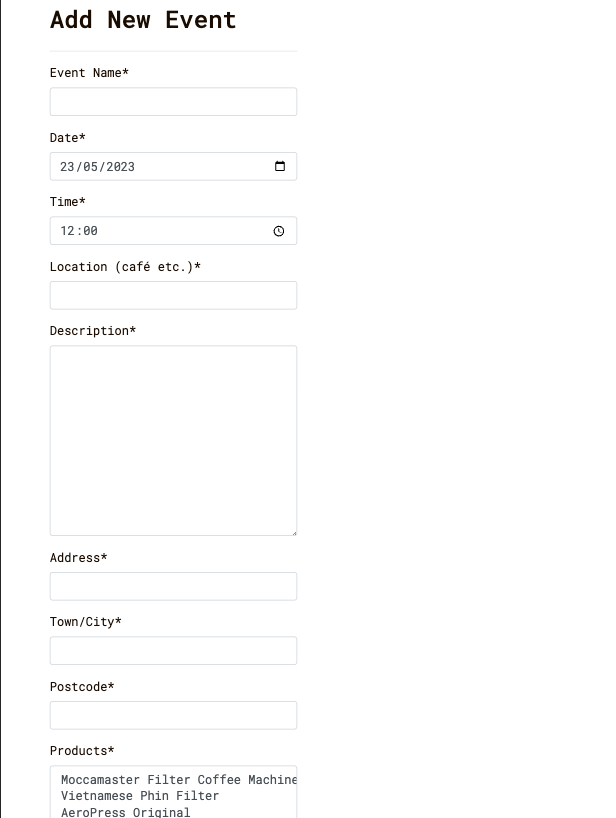 Add New Event
Event Name*
Date*
23/05/2023
Time*
12:00
Location (café etc.)*
Description*
Address*
Town/City*
Postcode*
Products*
Moccamaster Filter Coffee Machine
Vietnamese Phin Filter
AeroPress Original